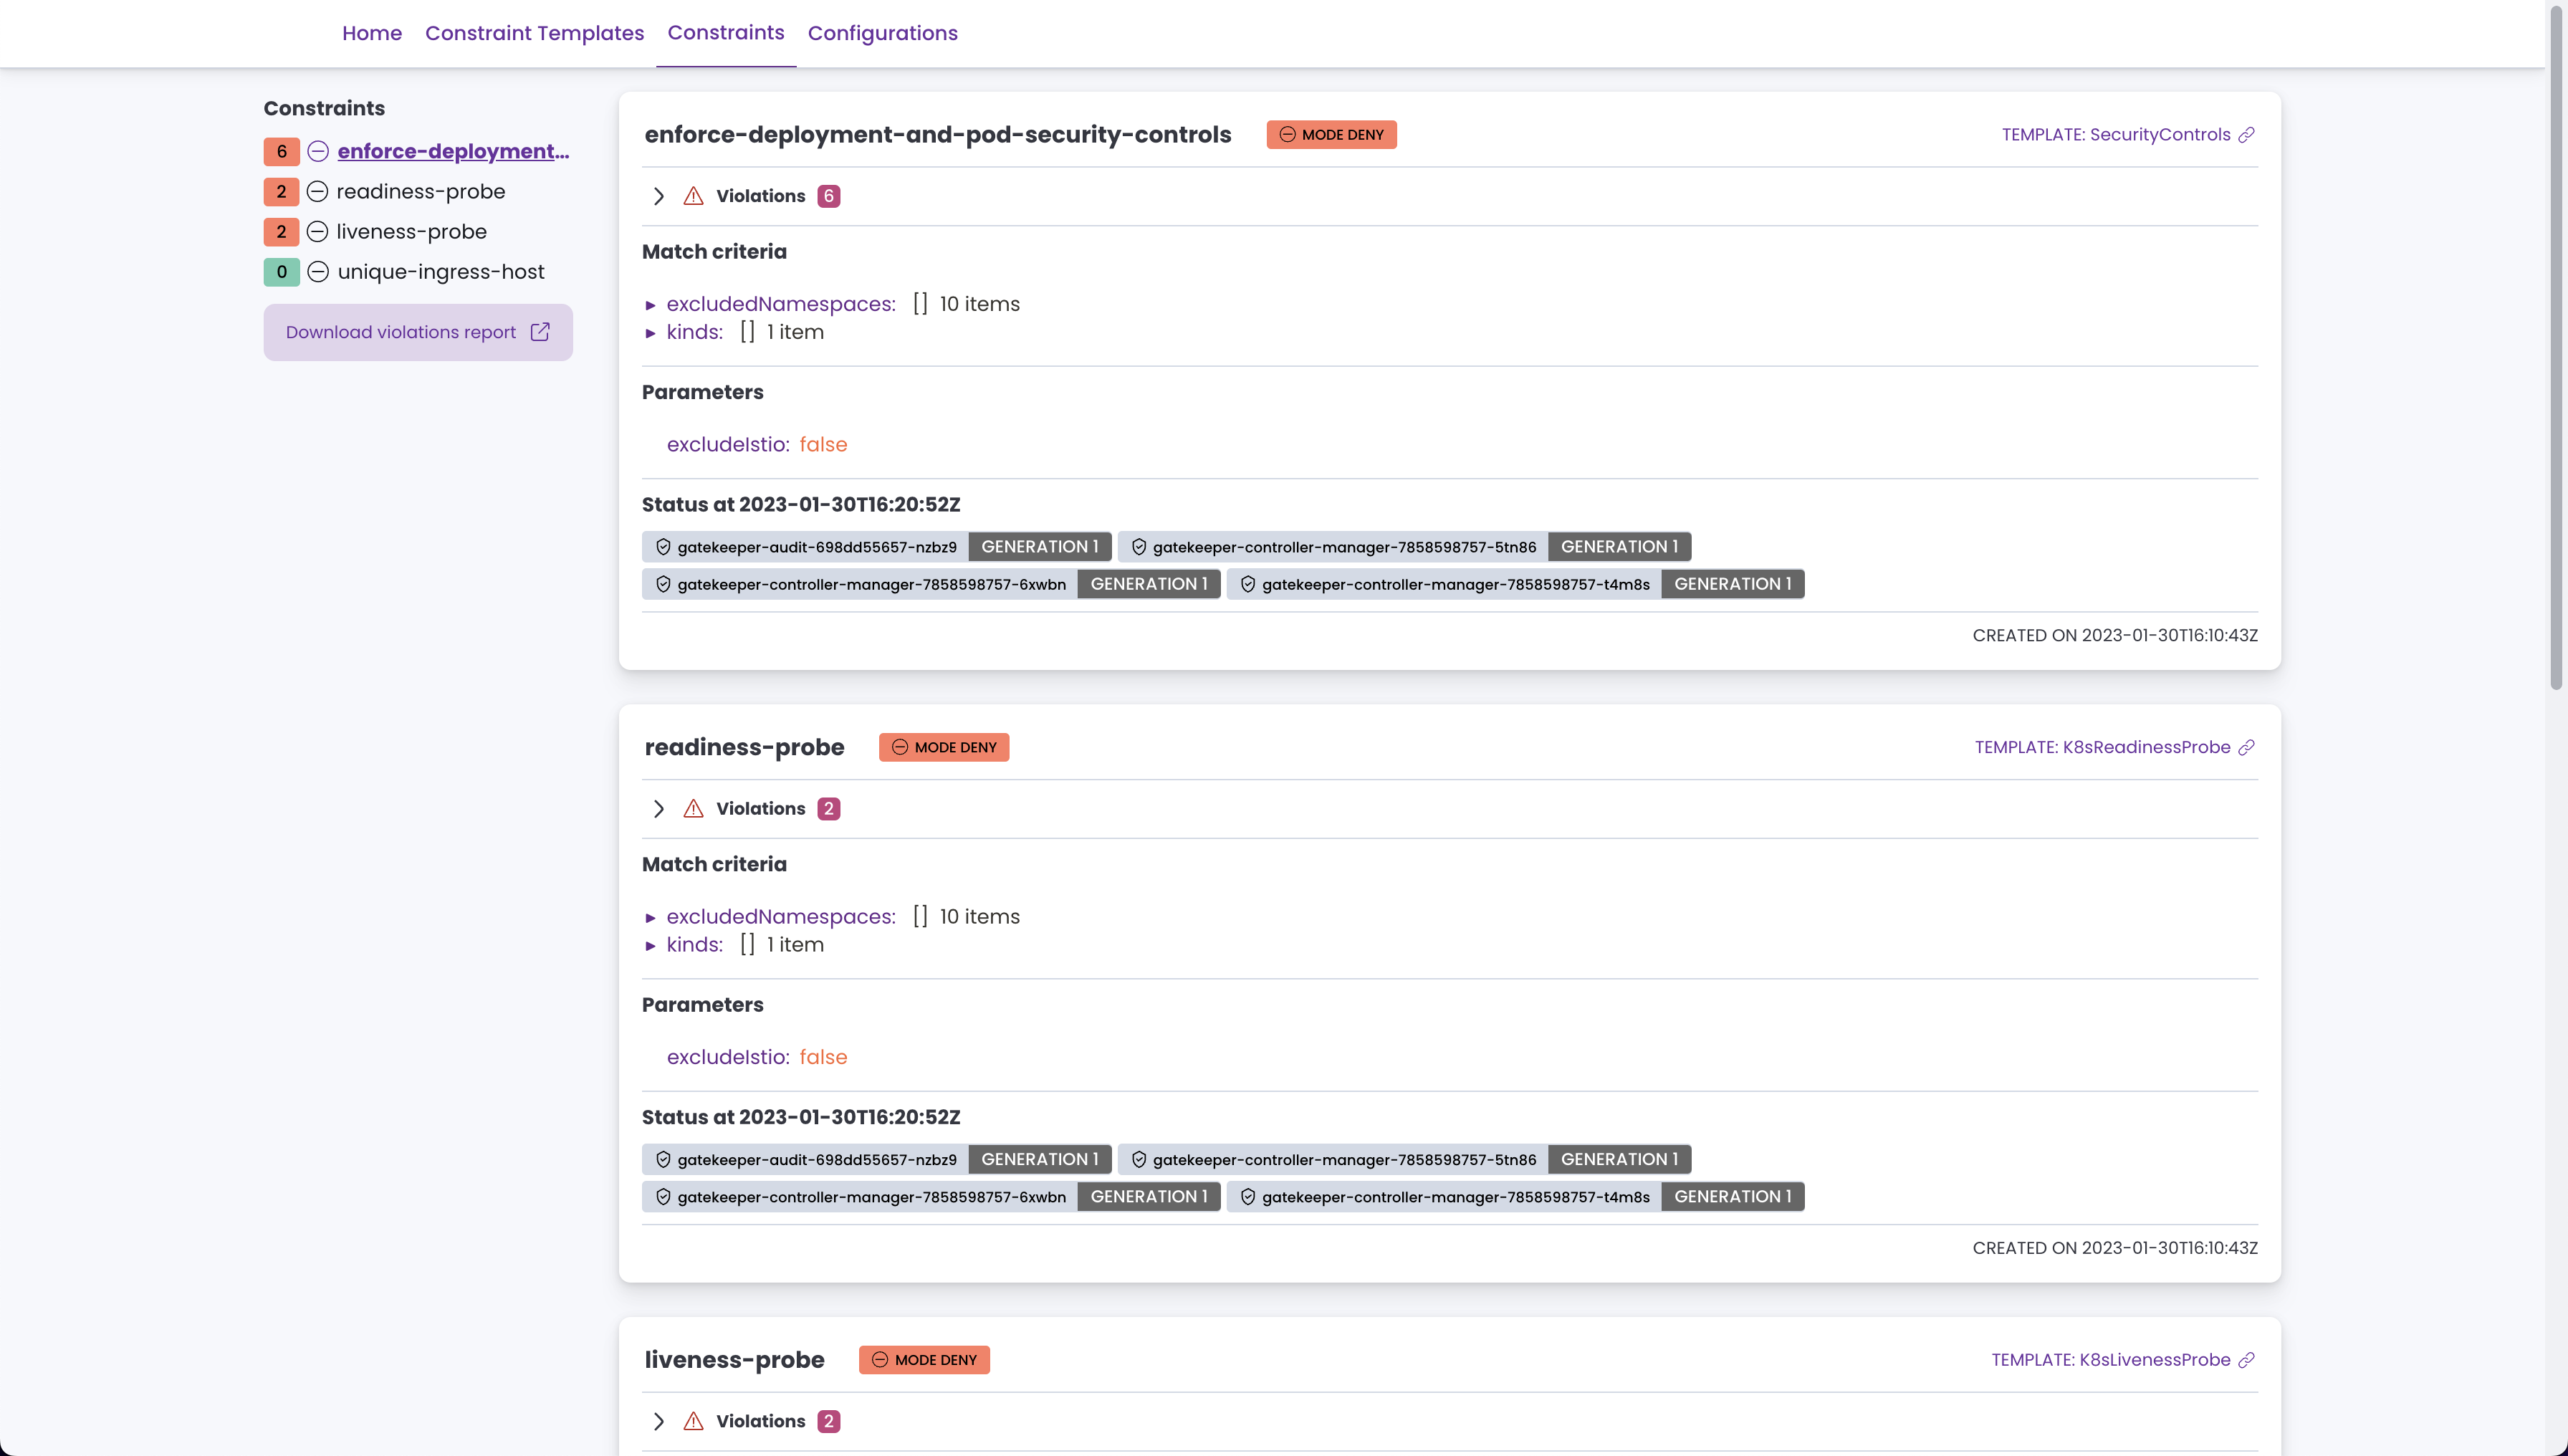 Home Constraint Templates Constraints Configurations
Constraints
6 enforce-deployment...
2 readiness-probe
2 liveness-probe
0 unique-ingress-host
Download violations report
enforce-deployment-and-pod-security-controls MODE DENY TEMPLATE: SecurityControls
Violations 6
Match criteria
excludedNamespaces: [] 10 items
kinds: [] 1 item
Parameters
excludeIstio: false
Status at 2023-01-30T16:20:52Z
gatekeeper-audit-698dd55657-nzbz9 GENERATION 1 gatekeeper-controller-manager-7858598757-5tn86 GENERATION 1
gatekeeper-controller-manager-7858598757-6xwbn GENERATION 1 gatekeeper-controller-manager-7858598757-t4m8s GENERATION 1
CREATED ON 2023-01-30T16:10:43Z
readiness-probe MODE DENY TEMPLATE: K8sReadinessProbe
Violations 2
Match criteria
excludedNamespaces: [] 10 items
kinds: [] 1 item
Parameters
excludeIstio: false
Status at 2023-01-30T16:20:52Z
gatekeeper-audit-698dd55657-nzbz9 GENERATION 1 gatekeeper-controller-manager-7858598757-5tn86 GENERATION 1
gatekeeper-controller-manager-7858598757-6xwbn GENERATION 1 gatekeeper-controller-manager-7858598757-t4m8s GENERATION 1
CREATED ON 2023-01-30T16:10:43Z
liveness-probe MODE DENY TEMPLATE: K8sLivenessProbe
Violations 2